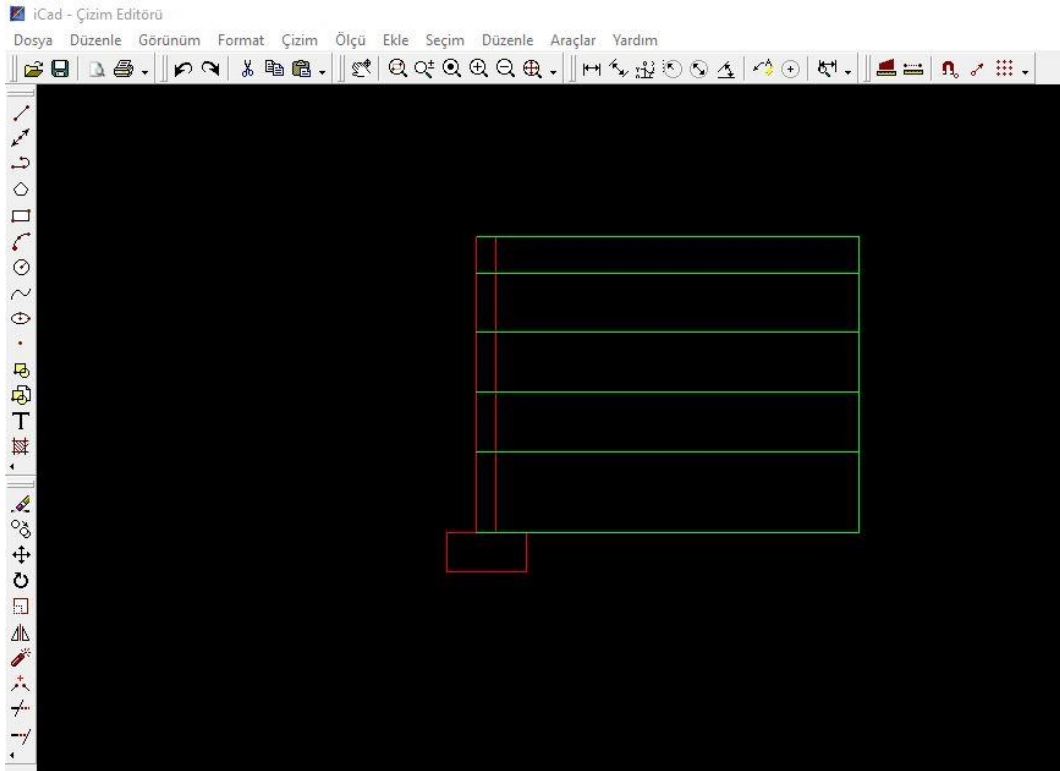 iCad - Çizim Editörü
Dosya Düzenle Görünüm Format Çizim Ölçü Ekle Seçim Düzenle Araçlar Yardım
T